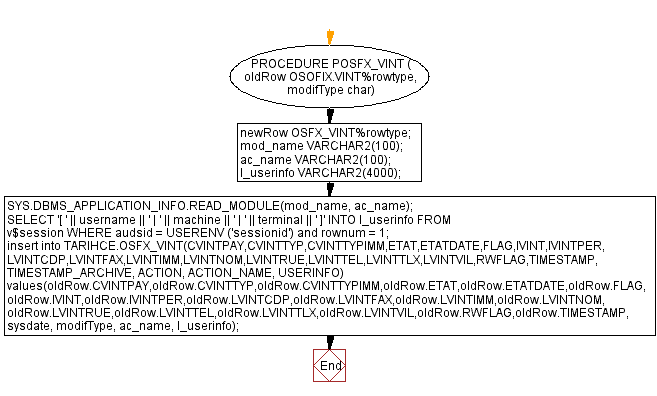 PROCEDURE POSFX_VINT (
oldRow OSOFIX.VINT%rowtype,
modifType char)
newRow OSFX_VINT%rowtype;
mod_name VARCHAR2(100);
ac_name VARCHAR2(100);
l_userinfo VARCHAR2(4000);
SYS.DBMS_APPLICATION_INFO.READ_MODULE(mod_name, ac_name);
SELECT '[ ' || username || ' | ' || machine || ' | ' || terminal || ' ]' INTO l_userinfo FROM
v$session WHERE audsid = USERENV ('sessionid') and rownum = 1;
insert into TARIHCE.OSFX_VINT(CVINTPAY,CVINTTYP,CVINTTYPIMM,ETAT,ETATDATE,FLAG,IVINT,IVINTPER,
LVINTCDP,LVINTFAX,LVINTIMM,LVINTNOM,LVINTRUE,LVINTTEL,LVINTTLX,LVINTVIL,RWFLAG,TIMESTAMP,
TIMESTAMP_ARCHIVE, ACTION, ACTION_NAME, USERINFO)
values(oldRow.CVINTPAY,oldRow.CVINTTYP,oldRow.CVINTTYPIMM,oldRow.ETAT,oldRow.ETATDATE,oldRow.FLAG,
oldRow.IVINT,oldRow.IVINTPER,oldRow.LVINTCDP,oldRow.LVINTFAX,oldRow.LVINTIMM,oldRow.LVINTNOM,
oldRow.LVINTRUE,oldRow.LVINTTEL,oldRow.LVINTTLX,oldRow.LVINTVIL,oldRow.RWFLAG,oldRow.TIMESTAMP,
sysdate, modifType, ac_name, l_userinfo);
End